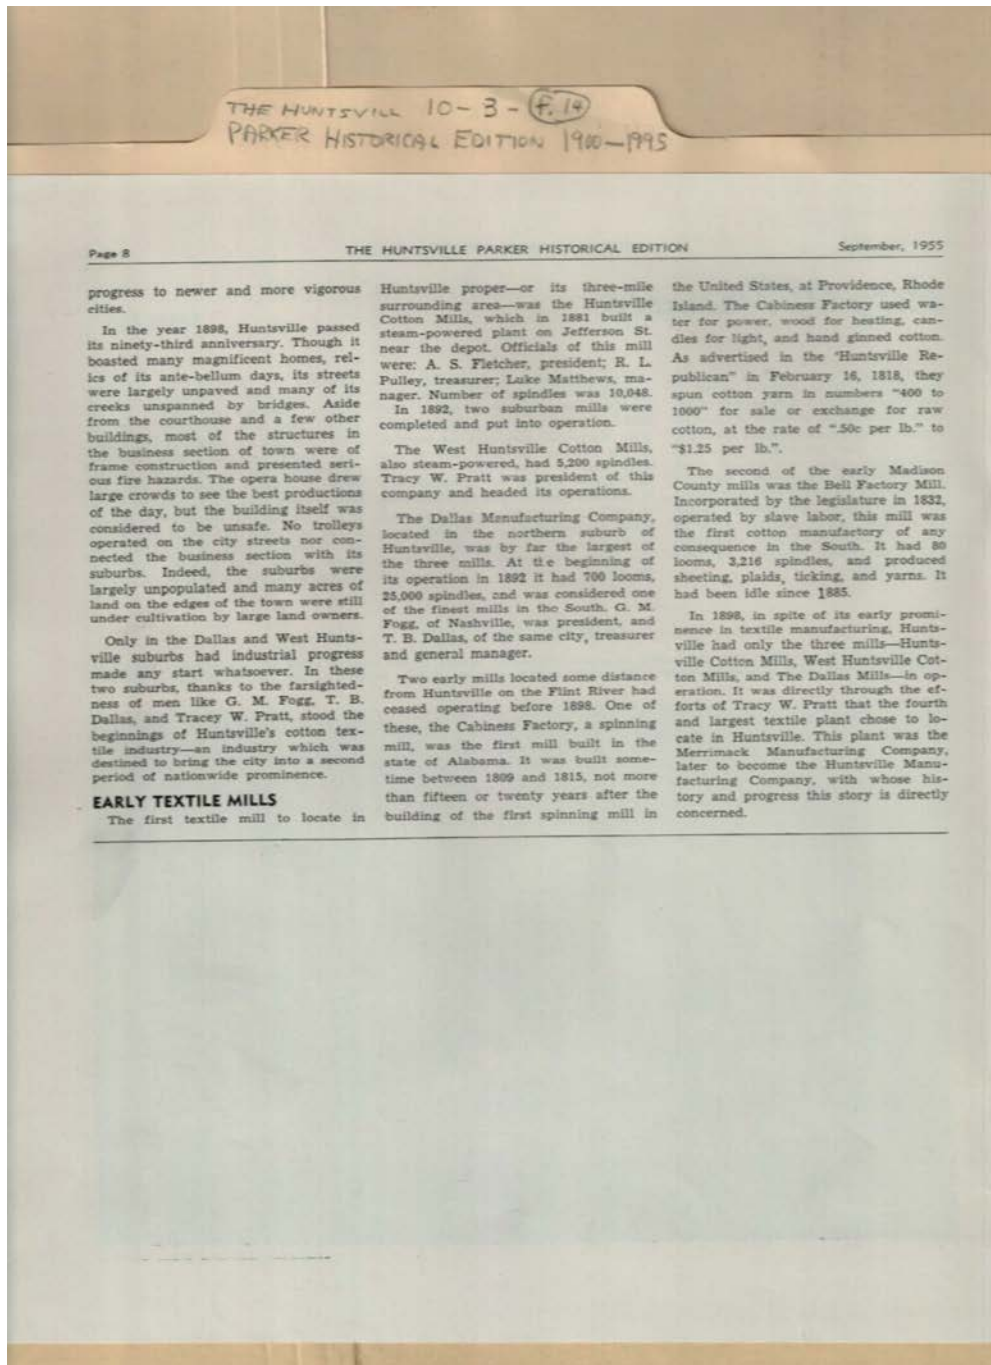 THE HUNTSVILL 10-3-f.14
PARKER HISTORICAL EDITION 1900-1995
Page 8
THE HUNTSVILLE PARKER HISTORICAL EDITION
September, 1955
progress to newer and more vigorous
cities.
In the year 1898, Huntsville passed
its ninety-third anniversary. Though it
boasted many magnificent homes, rel-
ics of its ante-bellum days, its streets
were largely unpaved and many of its
creeks unspanned by bridges. Aside
from the courthouse and a few other
buildings, most of the structures in
the business section of town were of
frame construction and presented seri-
ous fire hazards. The opera house drew
large crowds to see the best productions
of the day, but the building itself was
considered to be unsafe. No trolleys
operated on the city streets nor con-
nected the business section with its
suburbs. Indeed, the suburbs were
largely unpopulated and many acres of
land on the edges of the town were still
under cultivation by large land owners.
Only in the Dallas and West Hunts-
ville suburbs had industrial progress
made any start whatsoever. In these
two suburbs, thanks to the farsighted-
ness of men like G. M. Fogg, T. B.
Dallas, and Tracey W. Pratt, stood the
beginnings of Huntsville's cotton tex-
tile industry—an industry which was
destined to bring the city into a second
period of nationwide prominence.
EARLY TEXTILE MILLS
The first textile mill to locate in
Huntsville proper—or its three-mile
surrounding area—was the Huntsville
Cotton Mills, which in 1881 built a
steam-powered plant on Jefferson St.
near the depot. Officials of this mill
were: A. S. Fletcher, president; R. L.
Pulley, treasurer; Luke Matthews, ma-
nager. Number of spindles was 10,048.
In 1892, two suburban mills were
completed and put into operation.
The West Huntsville Cotton Mills,
also steam-powered, had 5,200 spindles.
Tracy W. Pratt was president of this
company and headed its operations.
The Dallas Manufacturing Company,
located in the northern suburb of
Huntsville, was by far the largest of
the three mills. At the beginning of
its operation in 1892 it had 700 looms,
25,000 spindles, and was considered one
of the finest mills in the South. G. M.
Fogg, of Nashville, was president, and
T. B. Dallas, of the same city, treasurer
and general manager.
Two early mills located some distance
from Huntsville on the Flint River had
ceased operating before 1898. One of
these, the Cabiness Factory, a spinning
mill, was the first mill built in the
state of Alabama. It was built some-
time between 1809 and 1815, not more
than fifteen or twenty years after the
building of the first spinning mill in
the United States, at Providence, Rhode
Island. The Cabiness Factory used wa-
ter for power, wood for heating, can-
dles for light, and hand ginned cotton.
As advertised in the "Huntsville Re-
publican" in February 16, 1818, they
spun cotton yarn in numbers "400 to
1000" for sale or exchange for raw
cotton, at the rate of ".50c per lb." to
"$1.25 per lb.".
The second of the early Madison
County mills was the Bell Factory Mill.
Incorporated by the legislature in 1832,
operated by slave labor, this mill was
the first cotton manufactory of any
consequence in the South. It had 80
looms, 3,216 spindles, and produced
sheeting, plaids, ticking, and yarns. It
had been idle since 1885.
In 1898, in spite of its early promi-
nence in textile manufacturing, Hunts-
ville had only the three mills—Hunts-
ville Cotton Mills, West Huntsville Cot-
ton Mills, and The Dallas Mills—in op-
eration. It was directly through the ef-
forts of Tracy W. Pratt that the fourth
and largest textile plant chose to lo-
cate in Huntsville. This plant was the
Merrimack Manufacturing Company,
later to become the Huntsville Manu-
facturing Company, with whose his-
tory and progress this story is directly
concerned.